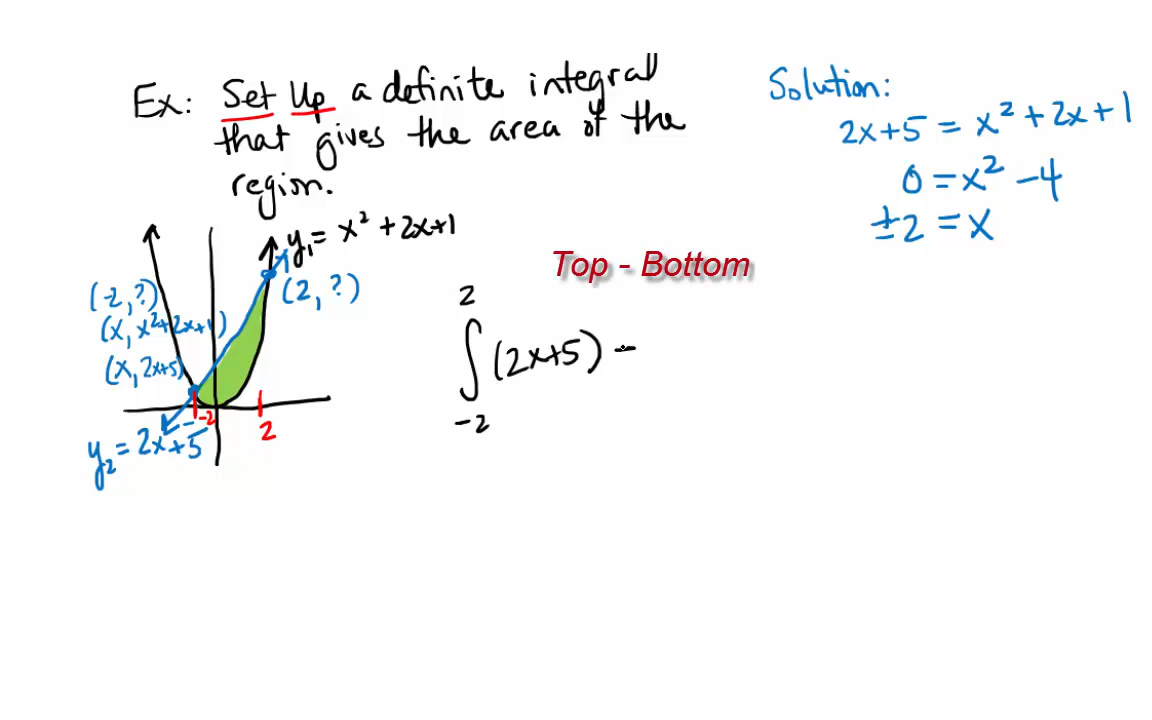 Ex: Set Up a definite integral
that gives the area of the
region.
Solution:
2x+5 = x² + 2x + 1
0 = x² - 4
±2 = x
y₁ = x² + 2x+1
(-2, ?)
(x, x²+2x+1)
(x, 2x+5)
(2, ?)
-2
2
y₂ = 2x+5
Top - Bottom
2
∫ (2x+5) -
-2